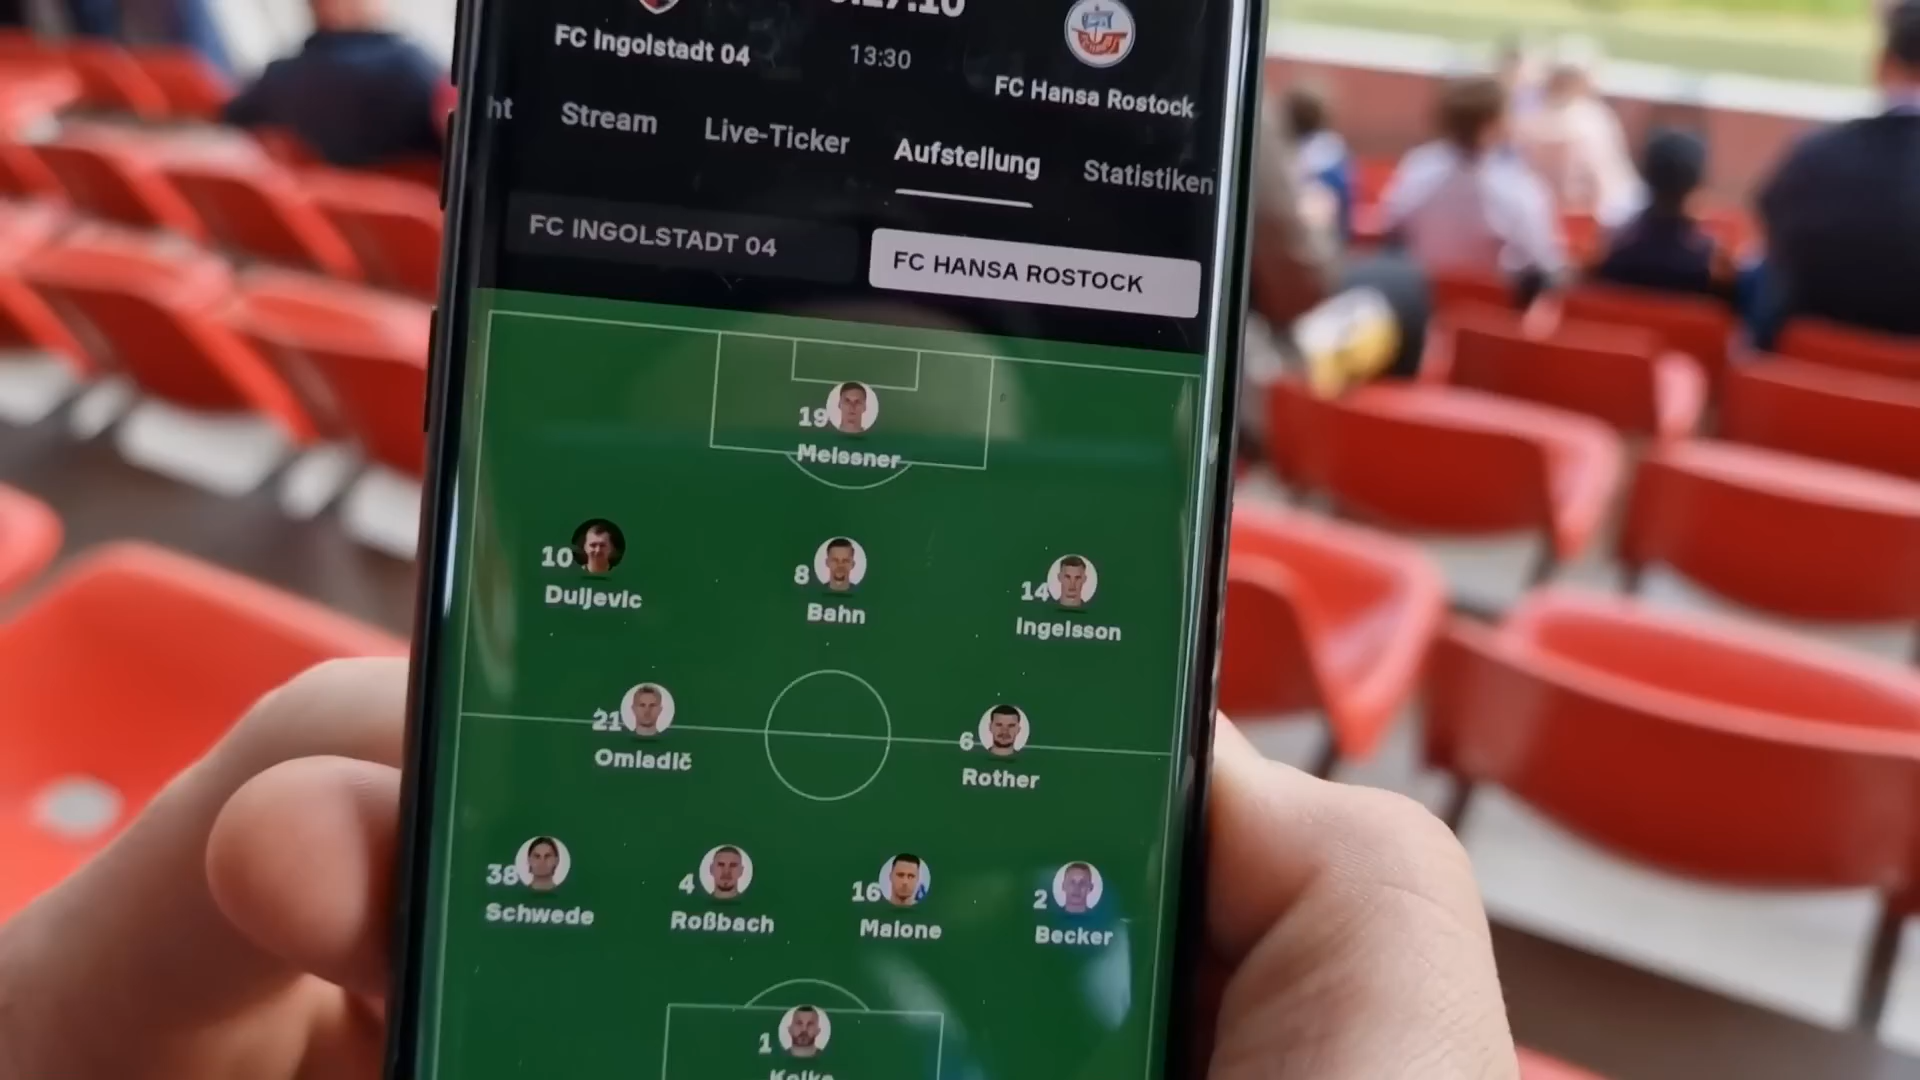 FC Ingolstadt 04
13:30
FC Hansa Rostock
ht
Stream
Live-Ticker
Aufstellung
Statistiken
FC INGOLSTADT 04
FC HANSA ROSTOCK
19
Meissner
10
Duljevic
8
Bahn
14
Ingelsson
21
Omladič
6
Rother
38
Schwede
4
Roßbach
16
Malone
2
Becker
1
Kolke